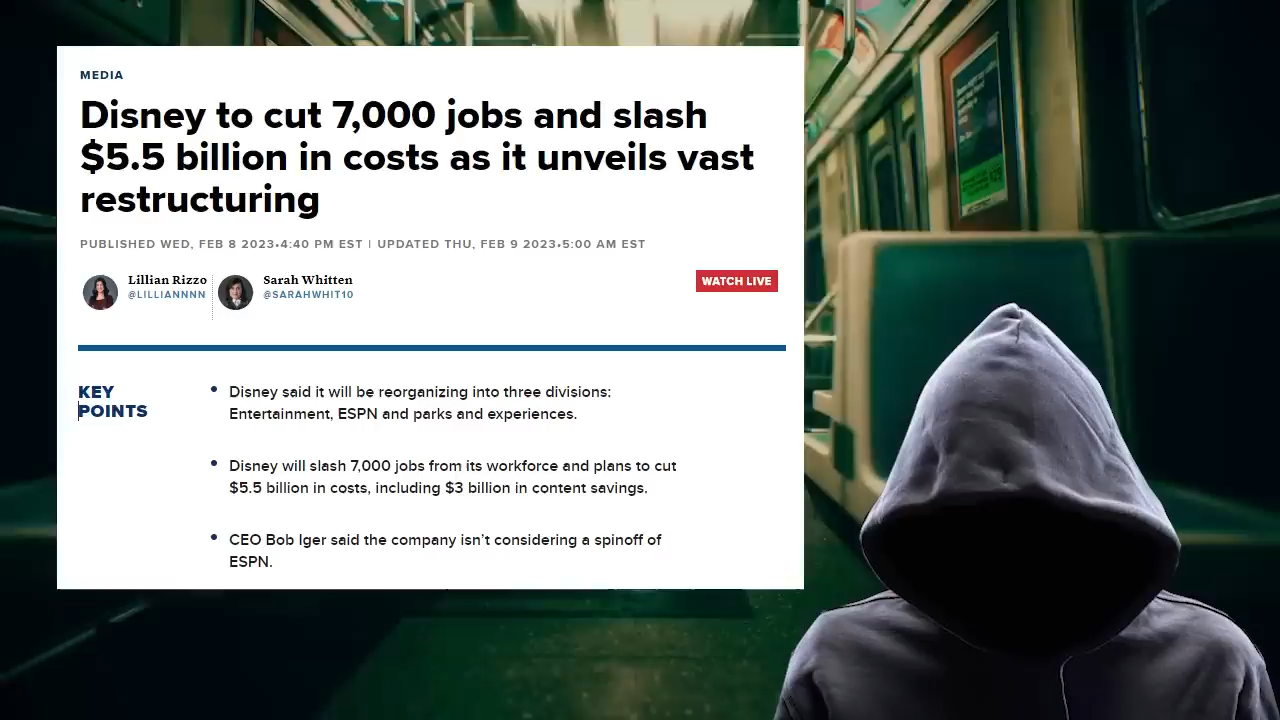 MEDIA
Disney to cut 7,000 jobs and slash
$5.5 billion in costs as it unveils vast
restructuring
PUBLISHED WED, FEB 8 2023•4:40 PM EST | UPDATED THU, FEB 9 2023•5:00 AM EST
Lillian Rizzo
@LILLIANNNN
Sarah Whitten
@SARAHWHIT10
WATCH LIVE
KEY
POINTS
Disney said it will be reorganizing into three divisions:
Entertainment, ESPN and parks and experiences.
Disney will slash 7,000 jobs from its workforce and plans to cut
$5.5 billion in costs, including $3 billion in content savings.
CEO Bob Iger said the company isn’t considering a spinoff of
ESPN.